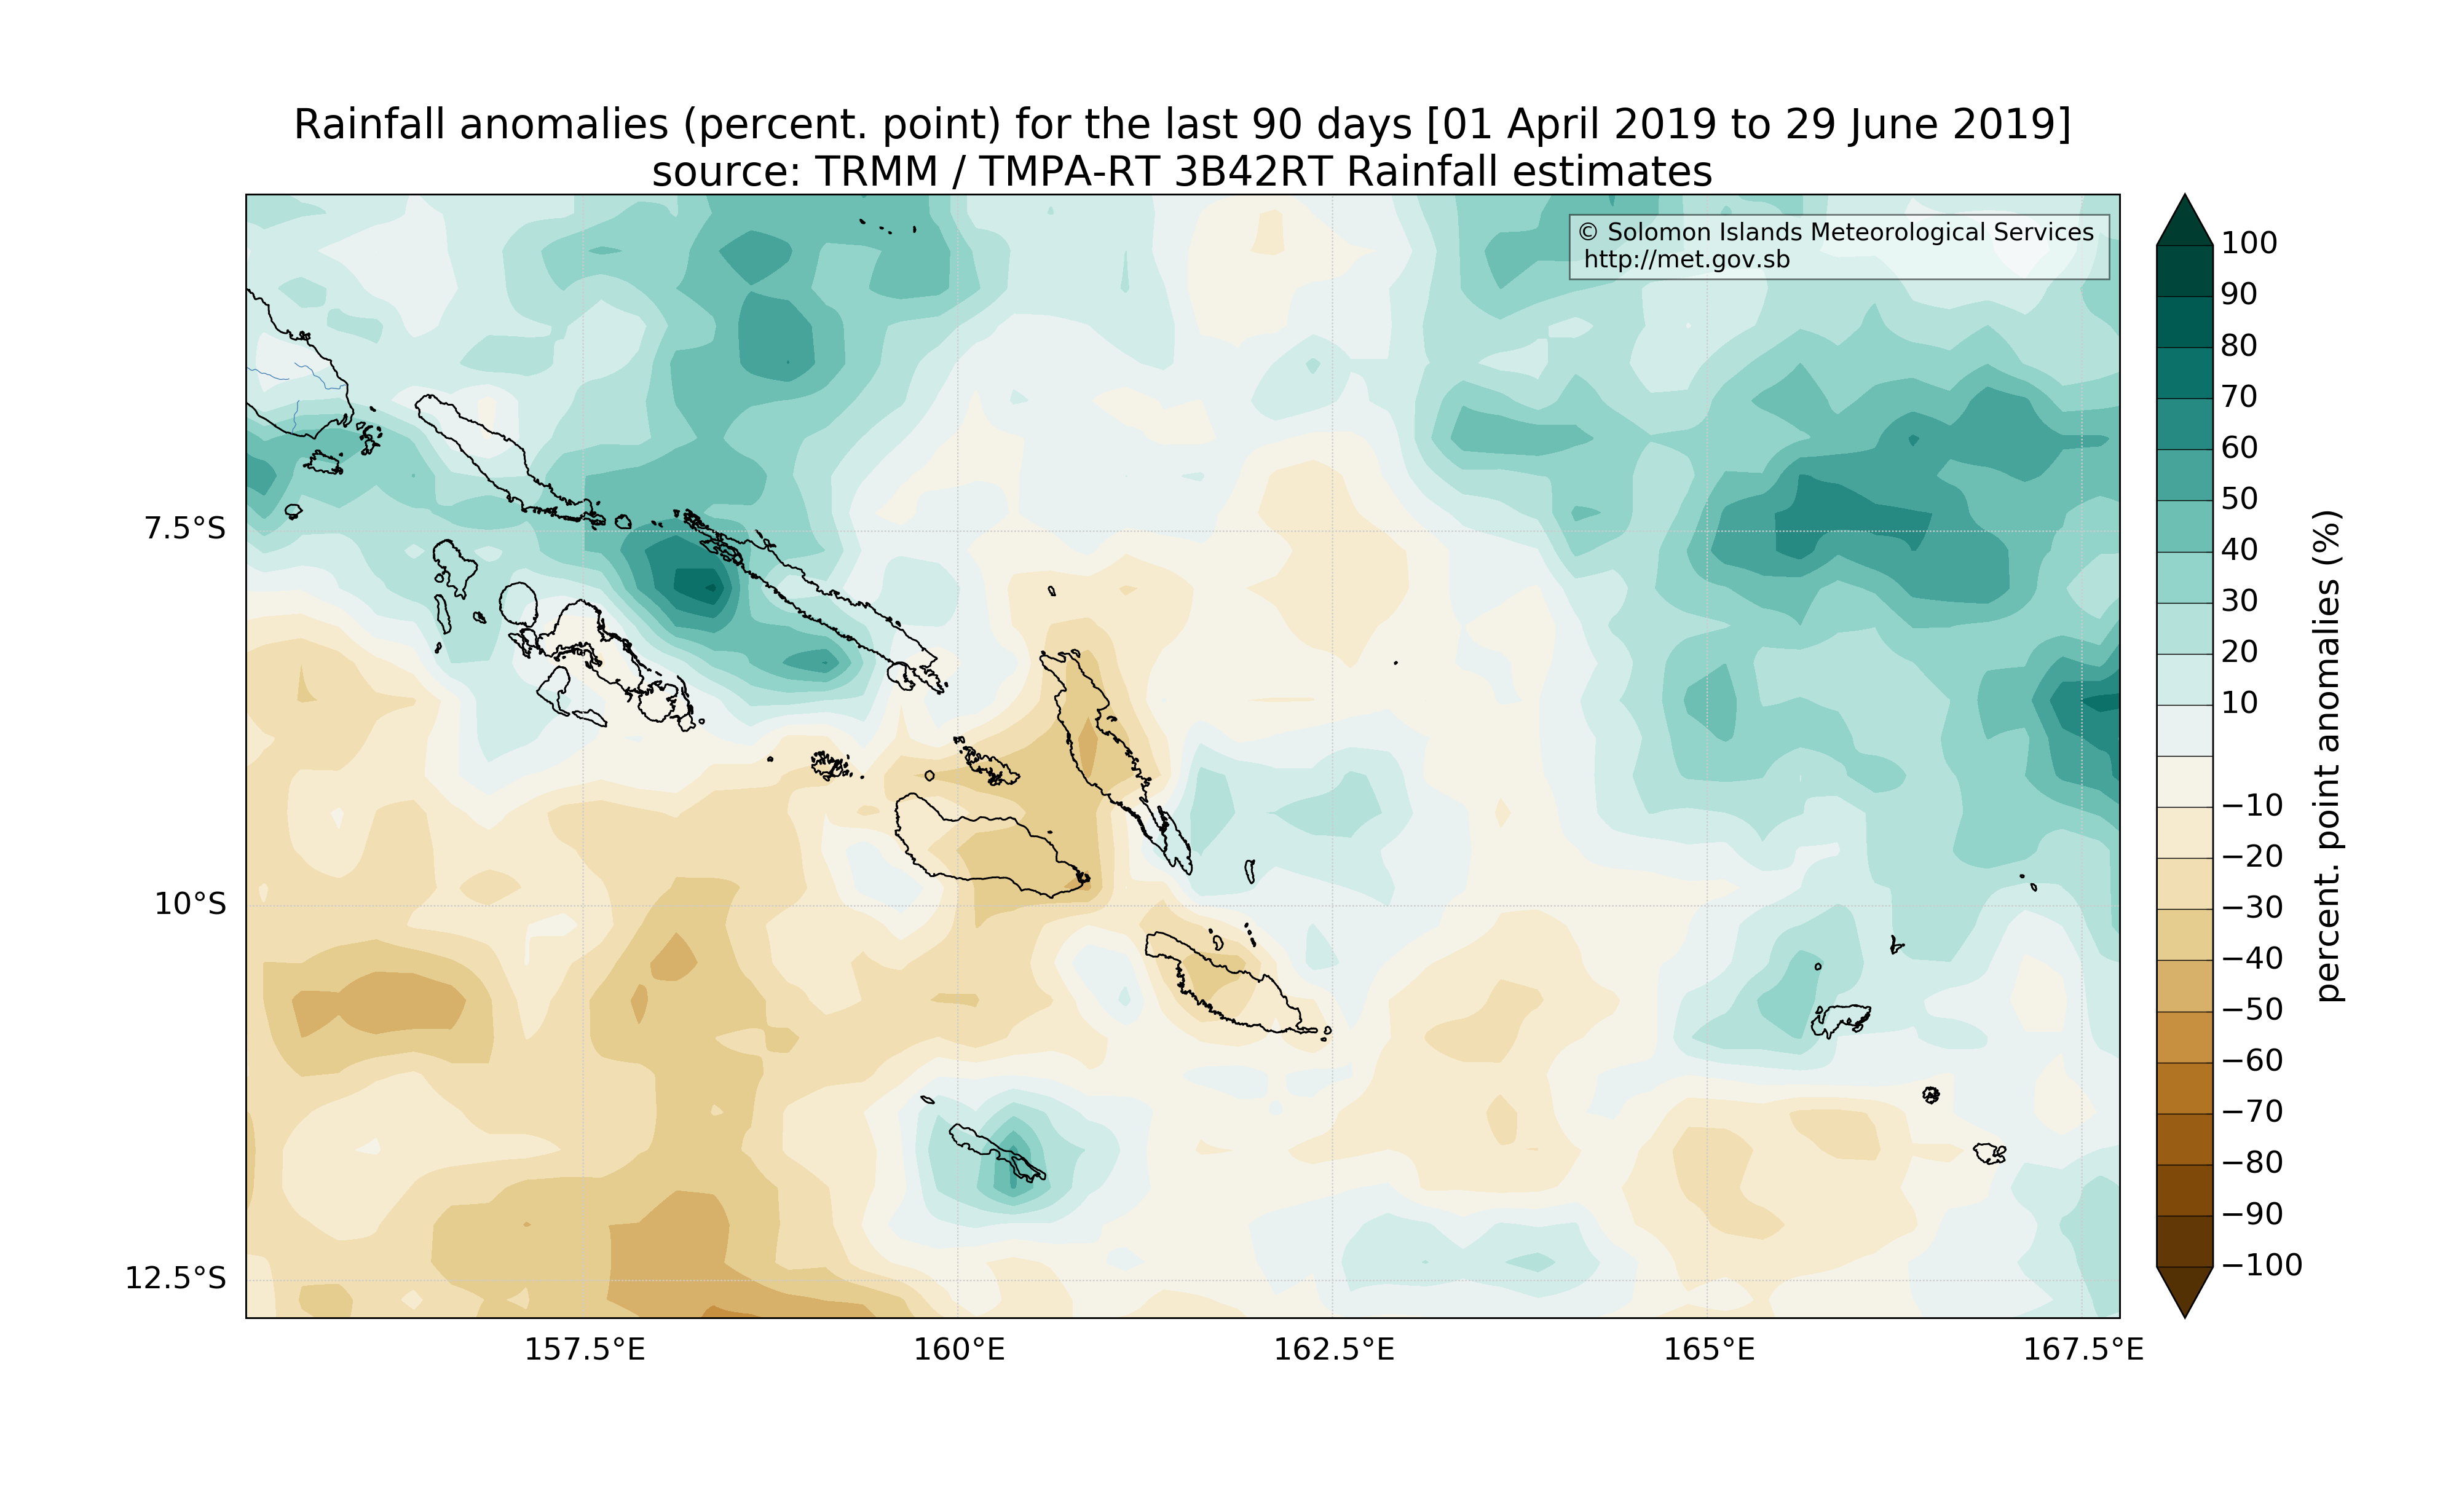 Rainfall anomalies (percent. point) for the last 90 days [01 April 2019 to 29 June 2019]
source: TRMM / TMPA-RT 3B42RT Rainfall estimates
© Solomon Islands Meteorological Services
http://met.gov.sb
7.5°S
10°S
12.5°S
157.5°E
160°E
162.5°E
165°E
167.5°E
100
90
80
70
60
50
40
30
20
10
−10
−20
−30
−40
−50
−60
−70
−80
−90
−100
percent. point anomalies (%)